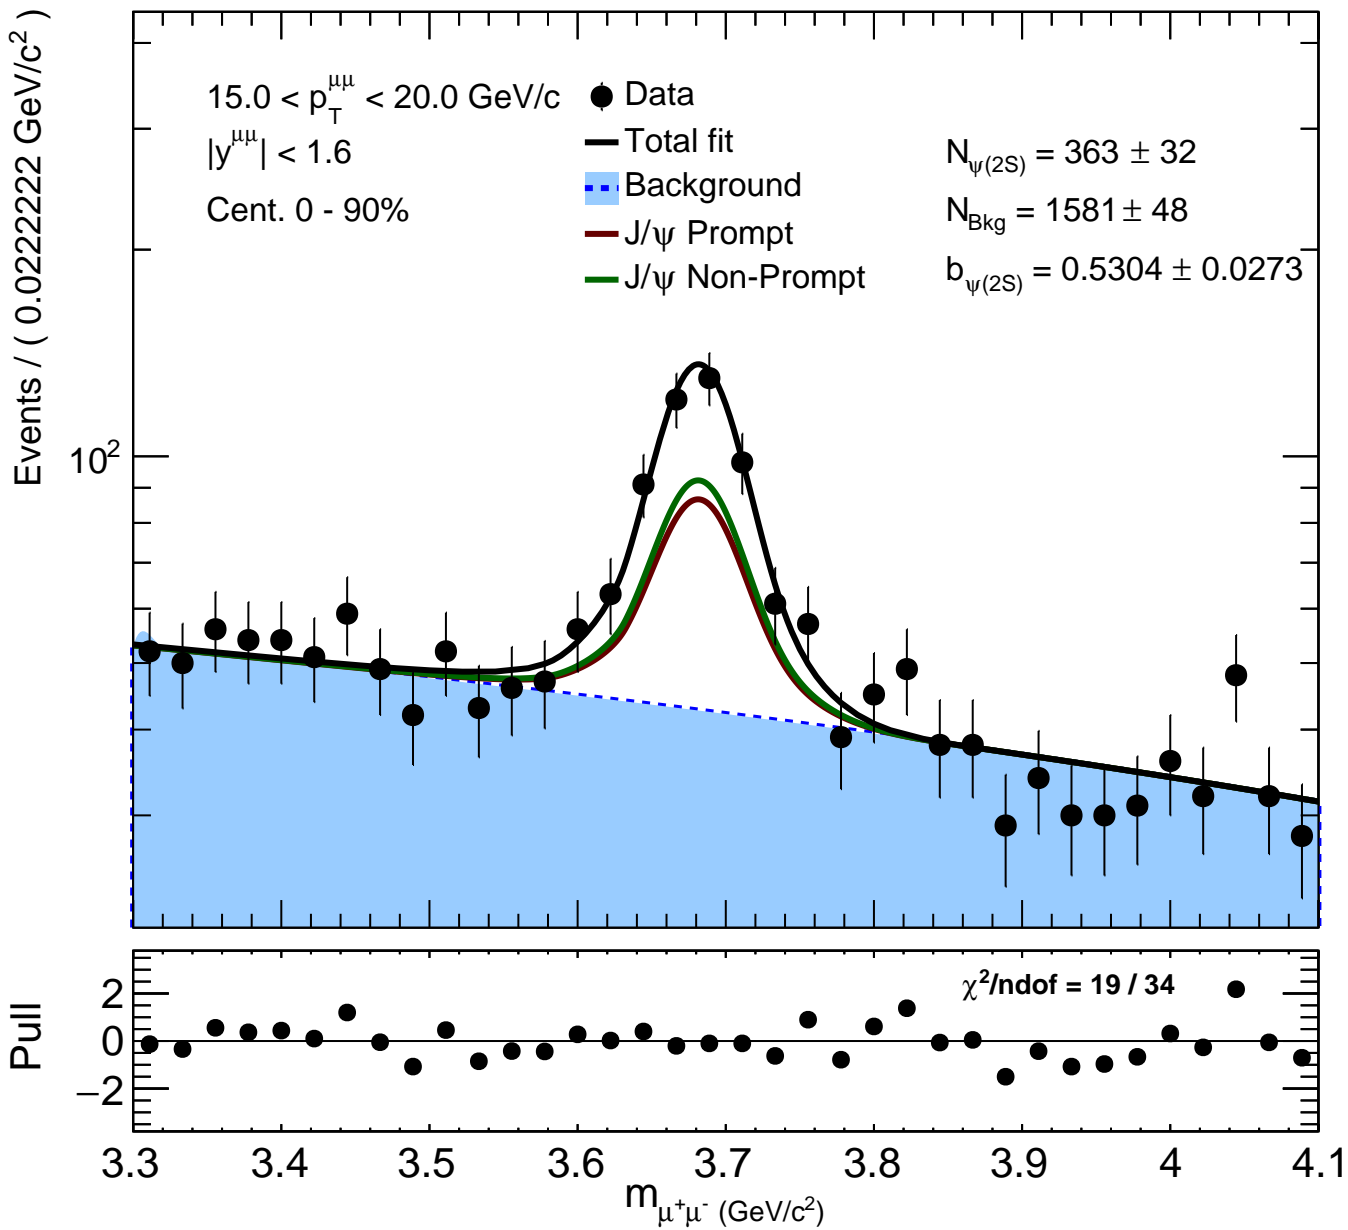 Events / ( 0.0222222 GeV/c² )
15.0 < p_T^μμ < 20.0 GeV/c
|y^μμ| < 1.6
Cent. 0 - 90%
Data
Total fit
Background
J/ψ Prompt
J/ψ Non-Prompt
N_ψ(2S) = 363 ± 32
N_Bkg = 1581 ± 48
b_ψ(2S) = 0.5304 ± 0.0273
10²
χ²/ndof = 19 / 34
Pull
2
0
−2
3.3 3.4 3.5 3.6 3.7 3.8 3.9 4 4.1
m_μ⁺μ⁻ (GeV/c²)